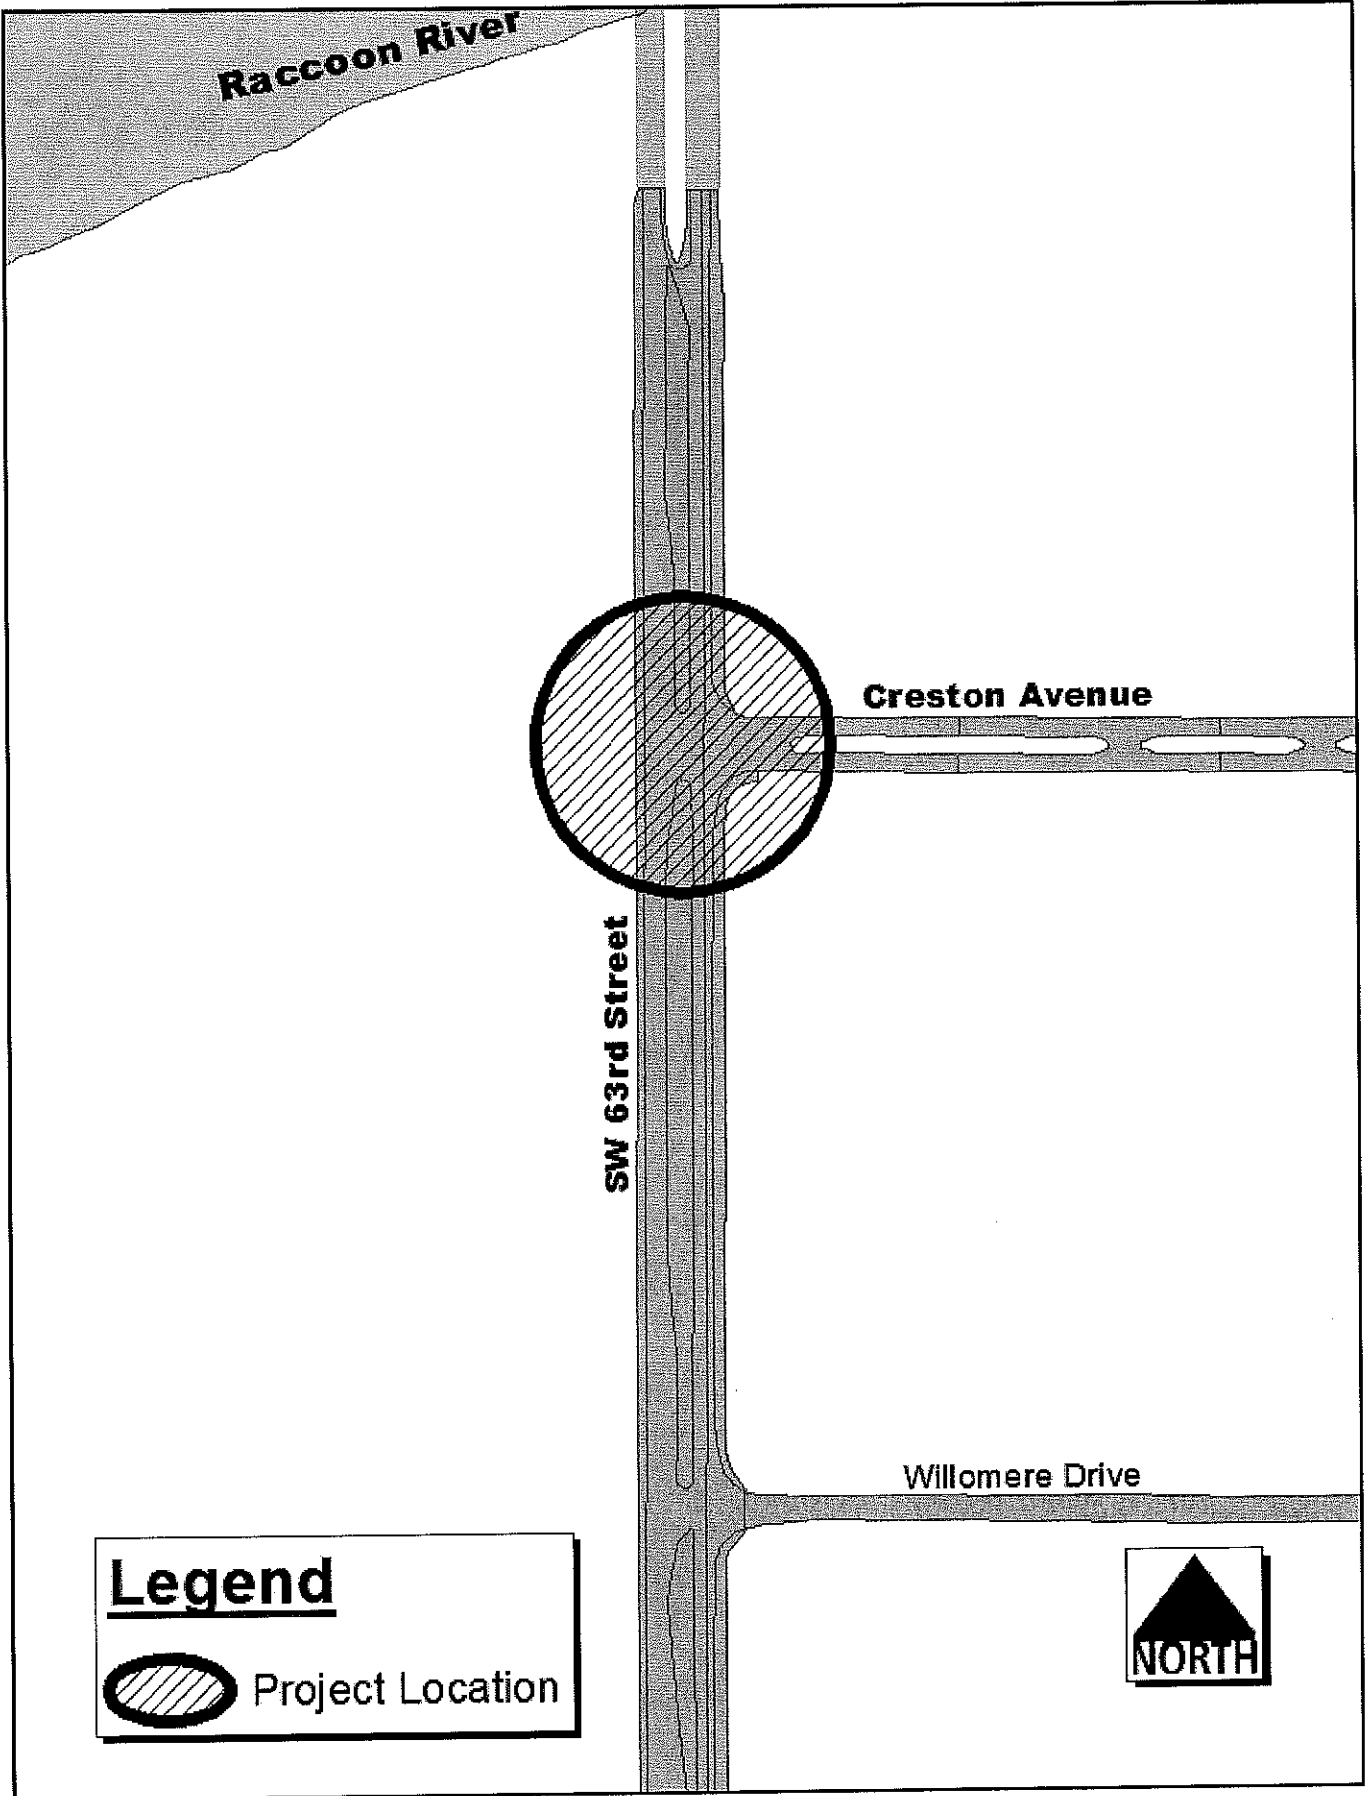 Raccoon River
Creston Avenue
SW 63rd Street
Willomere Drive
Legend
Project Location
NORTH